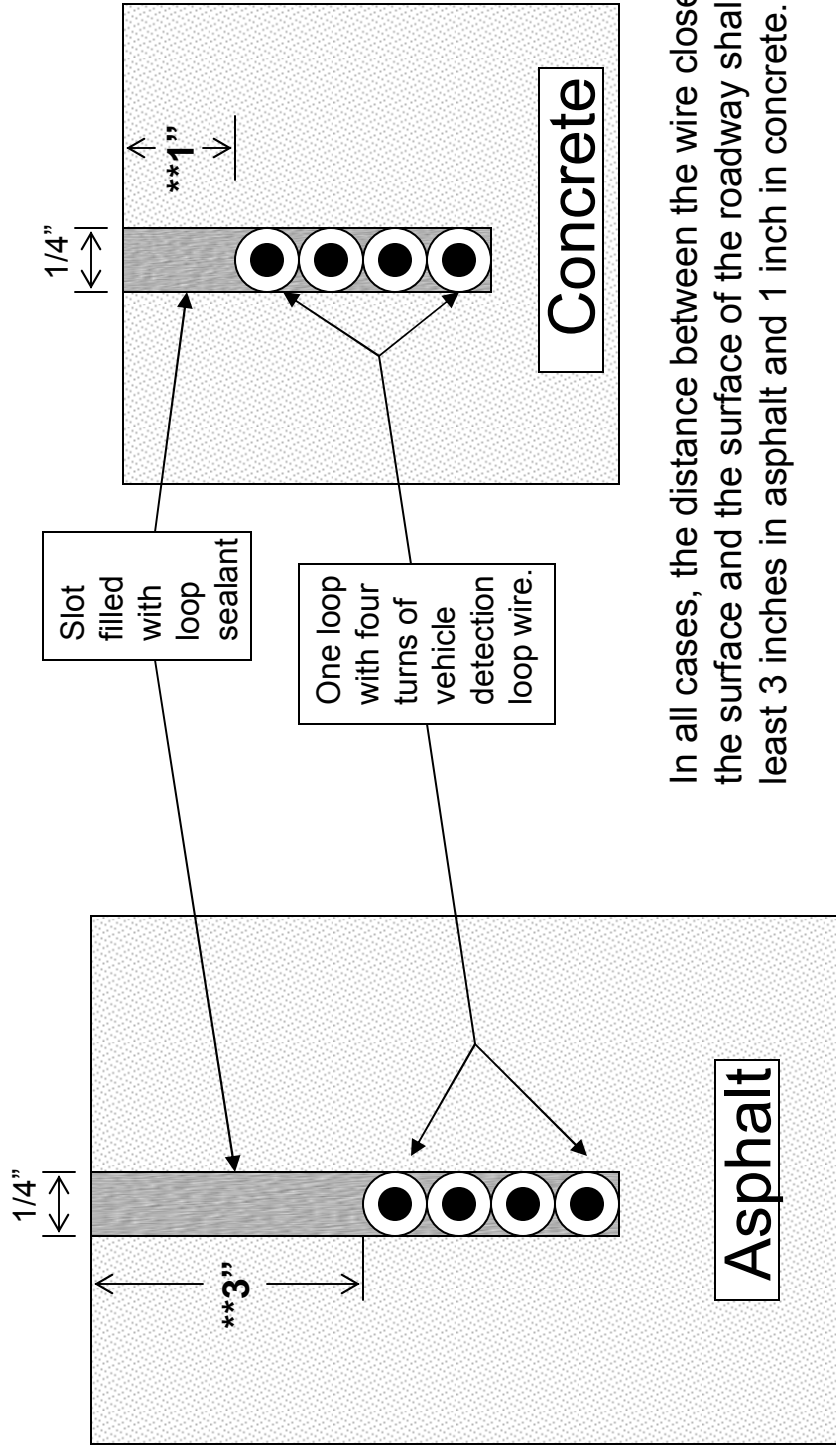 1/4”
**3”
Asphalt
Slot
filled
with
loop
sealant
One loop
with four
turns of
vehicle
detection
loop wire.
1/4”
**1”
Concrete
In all cases, the distance between the wire close
the surface and the surface of the roadway shal
least 3 inches in asphalt and 1 inch in concrete.